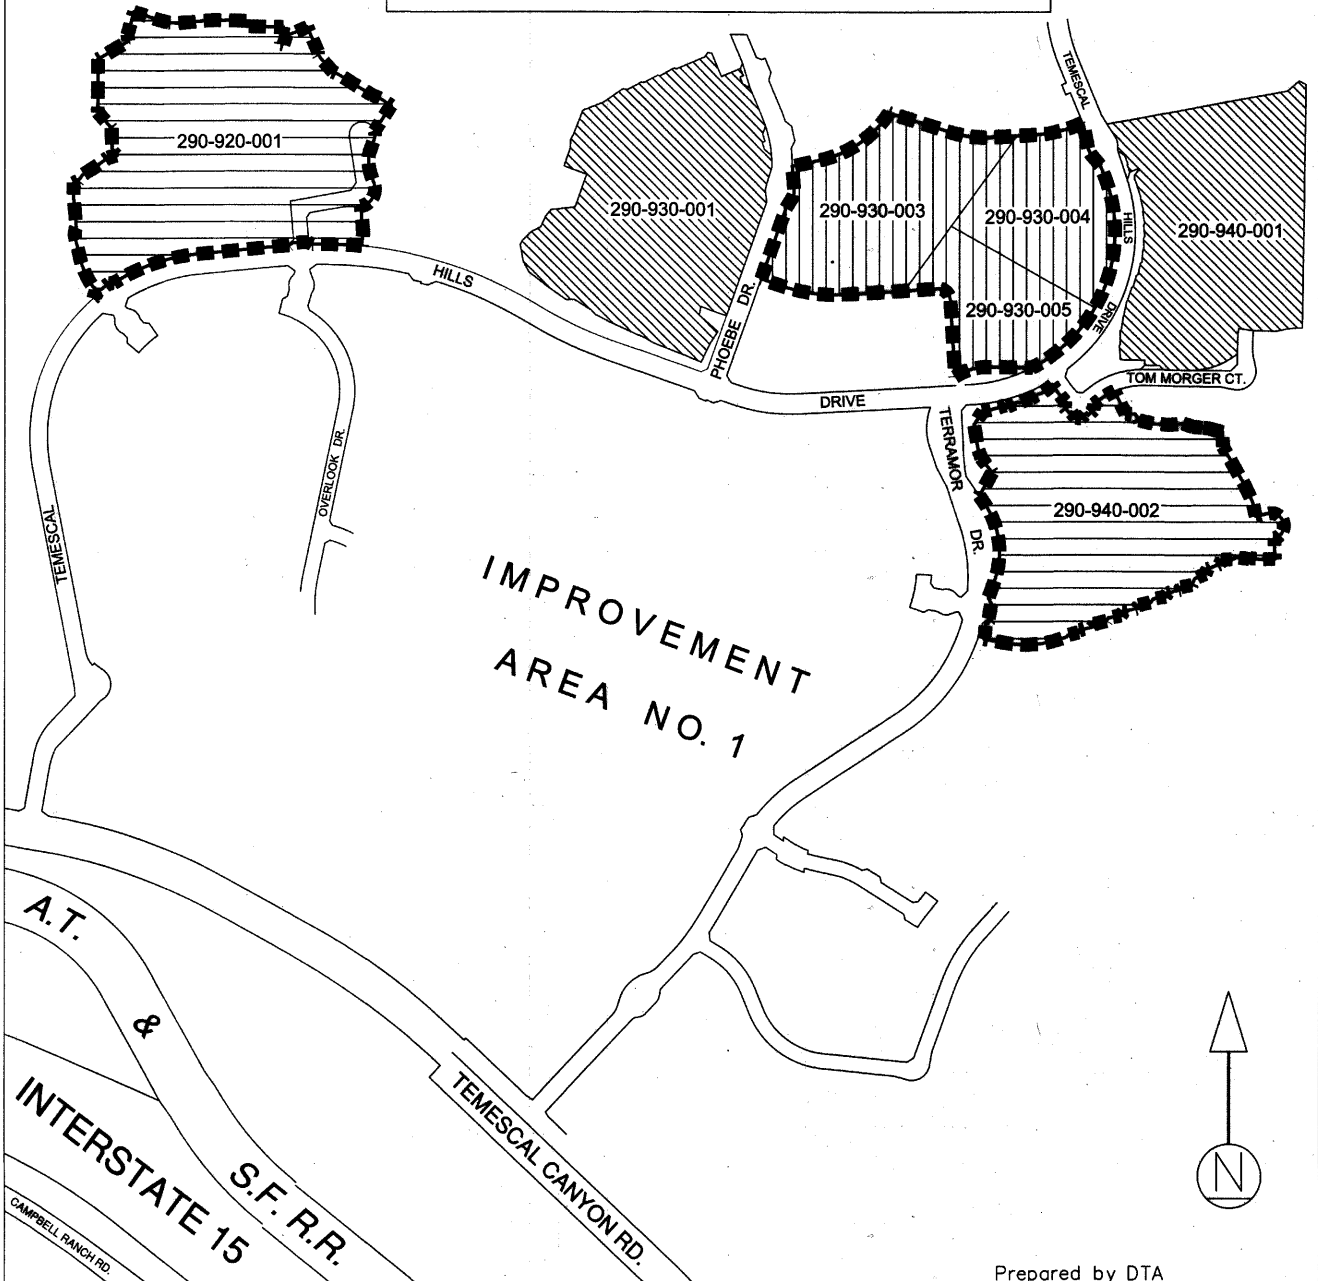 TEMESCAL
290-920-001
290-930-001
290-930-003
290-930-004
290-940-001
HILLS
HILLS
PHOEBE DR.
290-930-005
DRIVE
DRIVE
TOM MORGER CT.
TERRAMOR
DR.
OVERLOOK DR.
TEMESCAL
290-940-002
IMPROVEMENT
AREA NO. 1
A.T.
&
S.F. R.R.
INTERSTATE 15
CAMPBELL RANCH RD.
TEMESCAL CANYON RD.
N
Prepared by DTA